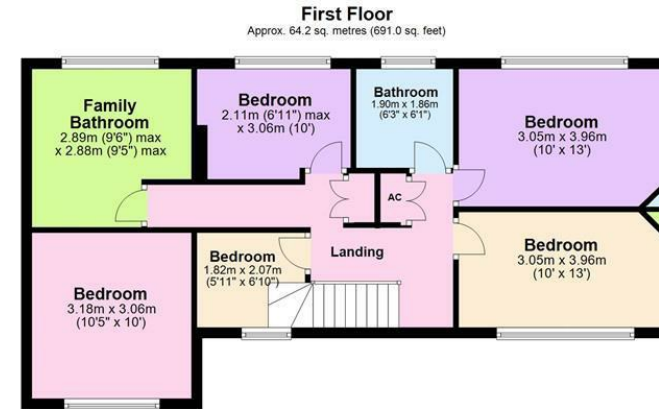 First Floor
Approx. 64.2 sq. metres (691.0 sq. feet)
Family
Bathroom
2.89m (9'6") max
x 2.88m (9'5") max
Bedroom
2.11m (6'11") max
x 3.06m (10')
Bathroom
1.90m x 1.86m
(6'3" x 6'1")
Bedroom
3.05m x 3.96m
(10' x 13')
AC
Landing
Bedroom
1.82m x 2.07m
(5'11" x 6'10")
Bedroom
3.05m x 3.96m
(10' x 13')
Bedroom
3.18m x 3.06m
(10'5" x 10')